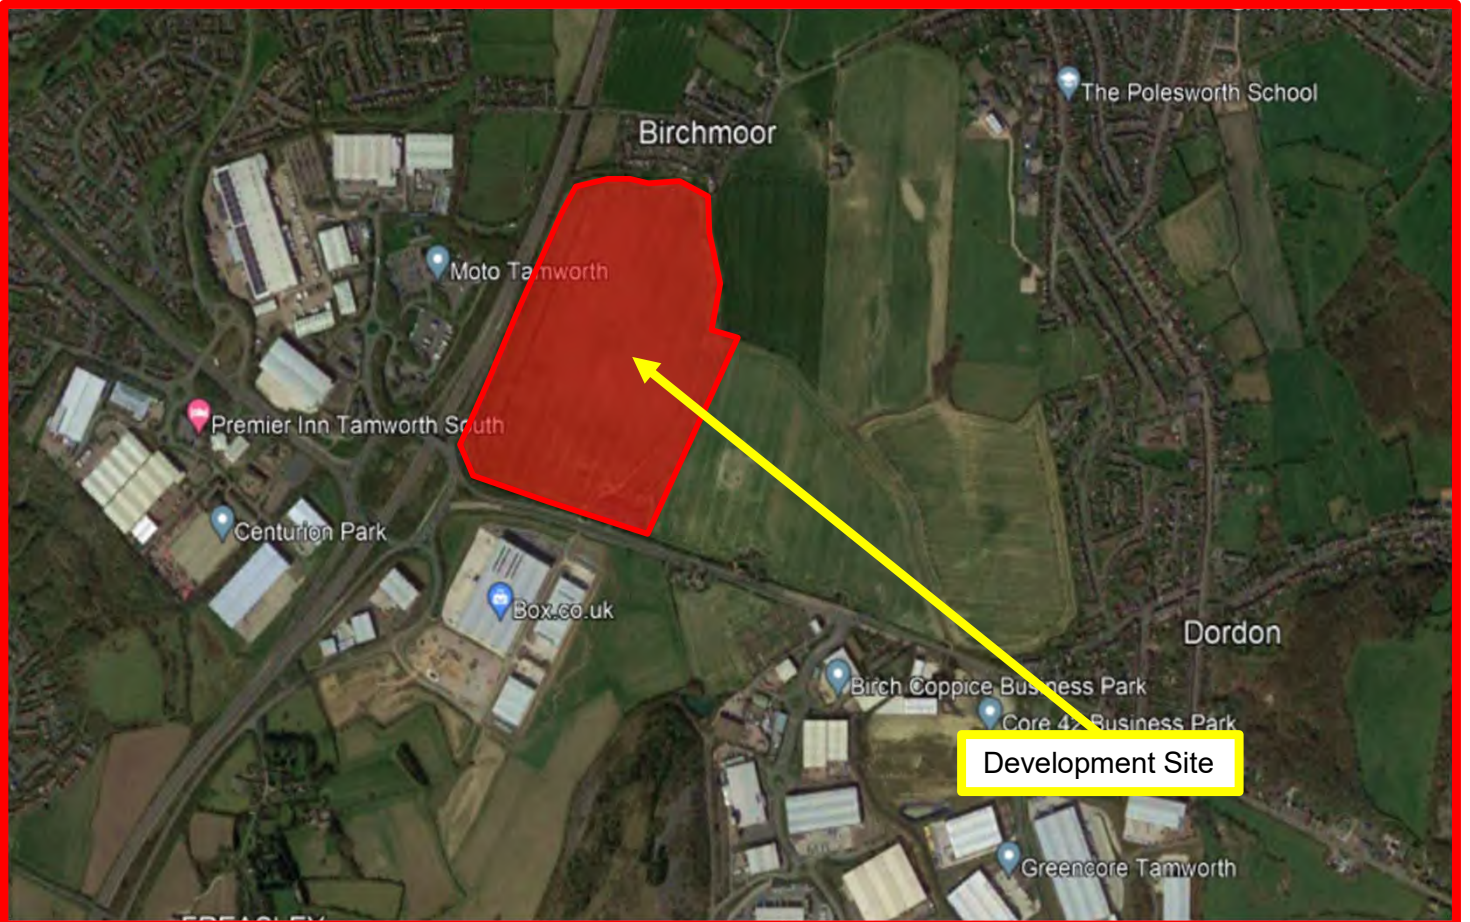 The Polesworth School
Birchmoor
Moto Tamworth
Premier Inn Tamworth South
Centurion Park
Box.co.uk
Dordon
Birch Coppice Business Park
Core 42 Business Park
Development Site
Greencore Tamworth